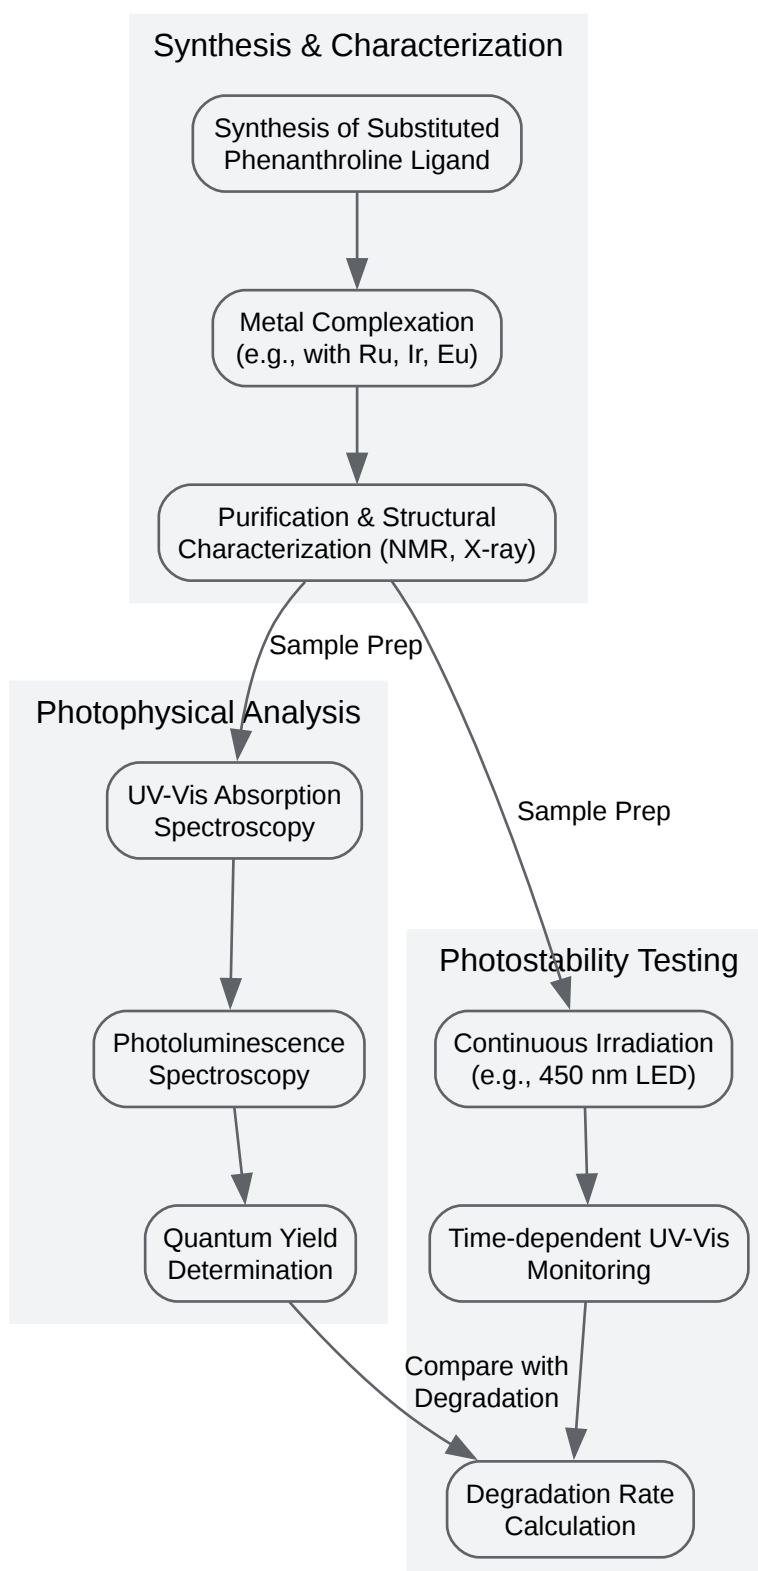 Synthesis & Characterization
Synthesis of Substituted
Phenanthroline Ligand
Metal Complexation
(e.g., with Ru, Ir, Eu)
Purification & Structural
Characterization (NMR, X-ray)
Sample Prep
Photophysical Analysis
UV-Vis Absorption
Spectroscopy
Sample Prep
Photoluminescence
Spectroscopy
Quantum Yield
Determination
Photostability Testing
Continuous Irradiation
(e.g., 450 nm LED)
Time-dependent UV-Vis
Monitoring
Compare with
Degradation
Degradation Rate
Calculation